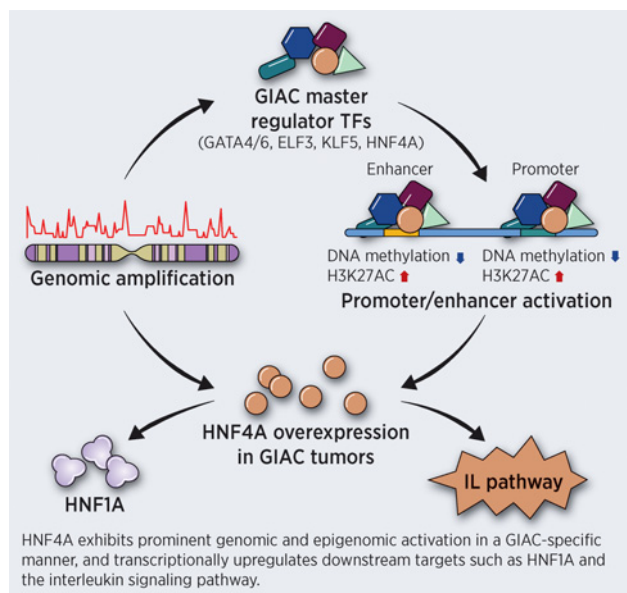 GIAC master
regulator TFs
(GATA4/6, ELF3, KLF5, HNF4A)
Enhancer
Promoter
DNA methylation
H3K27AC
DNA methylation
H3K27AC
Promoter/enhancer activation
Genomic amplification
HNF4A overexpression
in GIAC tumors
HNF1A
IL pathway
HNF4A exhibits prominent genomic and epigenomic activation in a GIAC-specific
manner, and transcriptionally upregulates downstream targets such as HNF1A and
the interleukin signaling pathway.